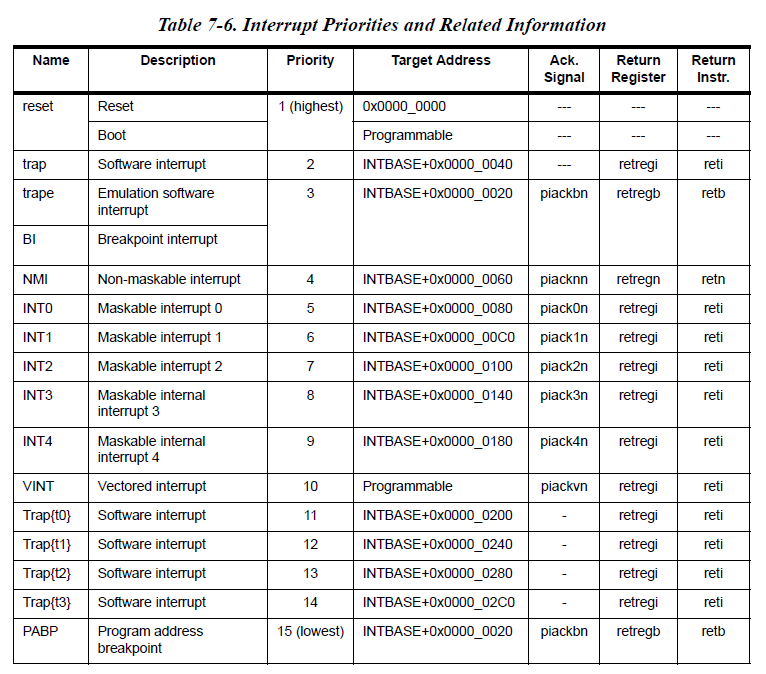 Table 7-6. Interrupt Priorities and Related Information
Name Description Priority Target Address Ack. Signal Return Register Return Instr.
reset Reset 1 (highest) 0x0000_0000 --- --- ---
Boot Programmable --- --- ---
trap Software interrupt 2 INTBASE+0x0000_0040 --- retregi reti
trape Emulation software interrupt 3 INTBASE+0x0000_0020 piackbn retregb retb
BI Breakpoint interrupt
NMI Non-maskable interrupt 4 INTBASE+0x0000_0060 piacknn retregn retn
INT0 Maskable interrupt 0 5 INTBASE+0x0000_0080 piack0n retregi reti
INT1 Maskable interrupt 1 6 INTBASE+0x0000_00C0 piack1n retregi reti
INT2 Maskable interrupt 2 7 INTBASE+0x0000_0100 piack2n retregi reti
INT3 Maskable internal interrupt 3 8 INTBASE+0x0000_0140 piack3n retregi reti
INT4 Maskable internal interrupt 4 9 INTBASE+0x0000_0180 piack4n retregi reti
VINT Vectored interrupt 10 Programmable piackvn retregi reti
Trap{t0} Software interrupt 11 INTBASE+0x0000_0200 - retregi reti
Trap{t1} Software interrupt 12 INTBASE+0x0000_0240 - retregi reti
Trap{t2} Software interrupt 13 INTBASE+0x0000_0280 - retregi reti
Trap{t3} Software interrupt 14 INTBASE+0x0000_02C0 - retregi reti
PABP Program address breakpoint 15 (lowest) INTBASE+0x0000_0020 piackbn retregb retb